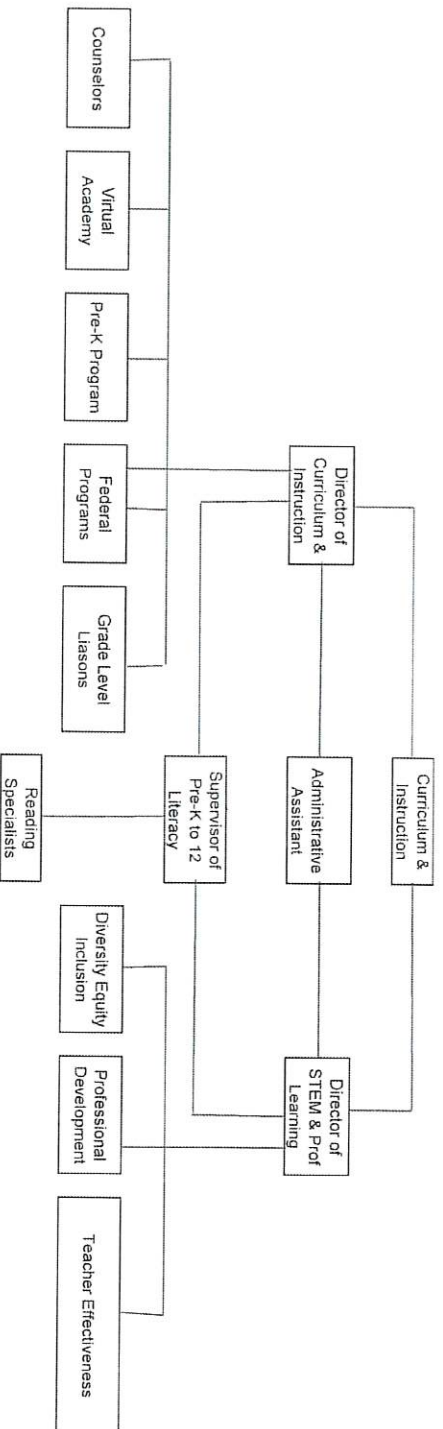 Curriculum &
Instruction
Director of
Curriculum &
Instruction
Administrative
Assistant
Director of
STEM & Prof
Learning
Supervisor of
Pre-K to 12
Literacy
Counselors
Virtual
Academy
Pre-K Program
Federal
Programs
Grade Level
Liasons
Diversity Equity
Inclusion
Professional
Development
Teacher Effectiveness
Reading
Specialists